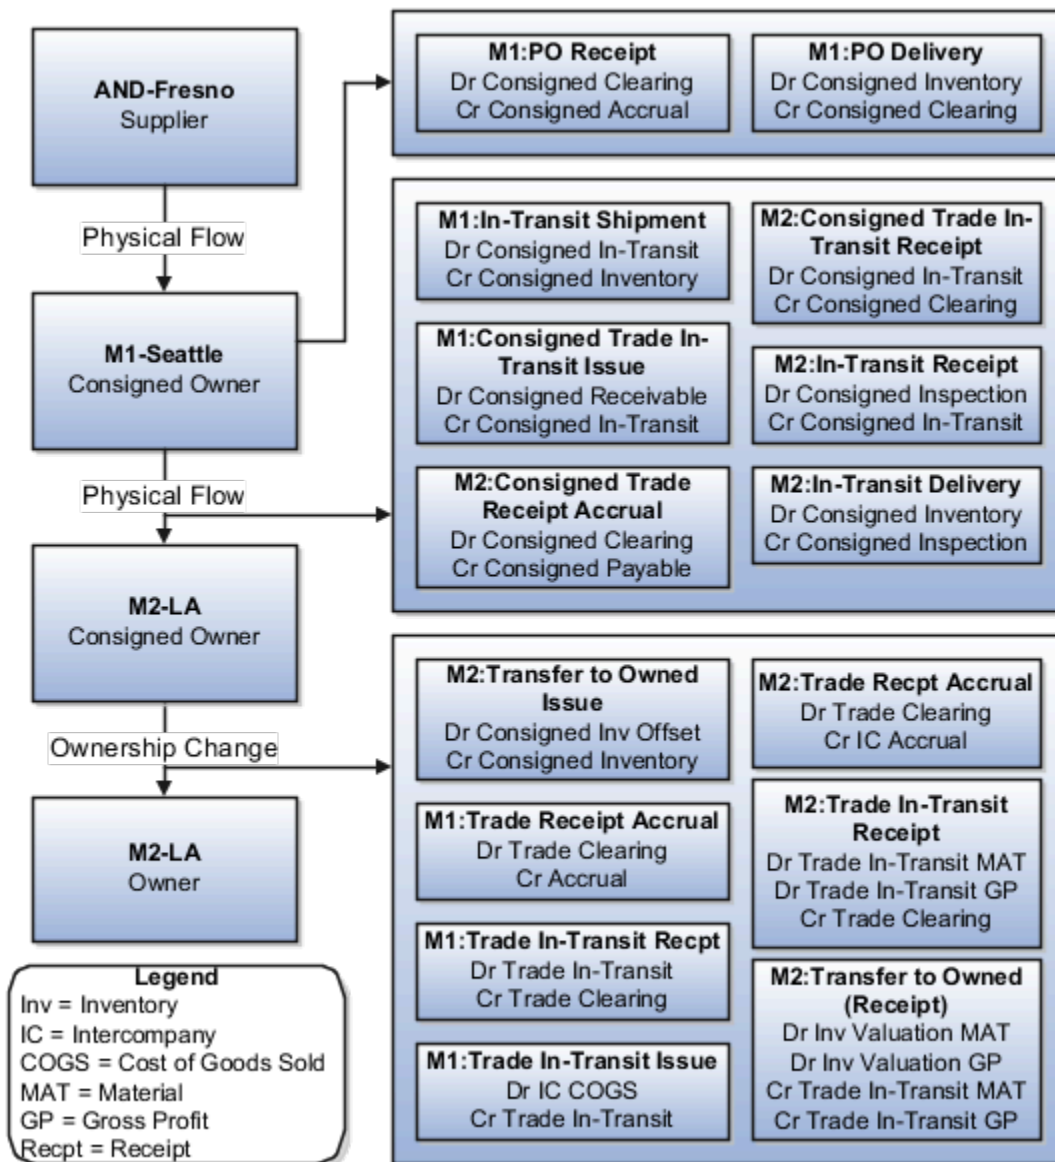 AND-Fresno
Supplier
Physical Flow
M1-Seattle
Consigned Owner
Physical Flow
M2-LA
Consigned Owner
Ownership Change
M2-LA
Owner
Legend
Inv = Inventory
IC = Intercompany
COGS = Cost of Goods Sold
MAT = Material
GP = Gross Profit
Recpt = Receipt
M1:PO Receipt
Dr Consigned Clearing
Cr Consigned Accrual
M1:PO Delivery
Dr Consigned Inventory
Cr Consigned Clearing
M1:In-Transit Shipment
Dr Consigned In-Transit
Cr Consigned Inventory
M1:Consigned Trade In-
Transit Issue
Dr Consigned Receivable
Cr Consigned In-Transit
M2:Consigned Trade
Receipt Accrual
Dr Consigned Clearing
Cr Consigned Payable
M2:Consigned Trade In-
Transit Receipt
Dr Consigned In-Transit
Cr Consigned Clearing
M2:In-Transit Receipt
Dr Consigned Inspection
Cr Consigned In-Transit
M2:In-Transit Delivery
Dr Consigned Inventory
Cr Consigned Inspection
M2:Transfer to Owned
Issue
Dr Consigned Inv Offset
Cr Consigned Inventory
M1:Trade Receipt Accrual
Dr Trade Clearing
Cr Accrual
M1:Trade In-Transit Recpt
Dr Trade In-Transit
Cr Trade Clearing
M1:Trade In-Transit Issue
Dr IC COGS
Cr Trade In-Transit
M2:Trade Recpt Accrual
Dr Trade Clearing
Cr IC Accrual
M2:Trade In-Transit
Receipt
Dr Trade In-Transit MAT
Dr Trade In-Transit GP
Cr Trade Clearing
M2:Transfer to Owned
(Receipt)
Dr Inv Valuation MAT
Dr Inv Valuation GP
Cr Trade In-Transit MAT
Cr Trade In-Transit GP